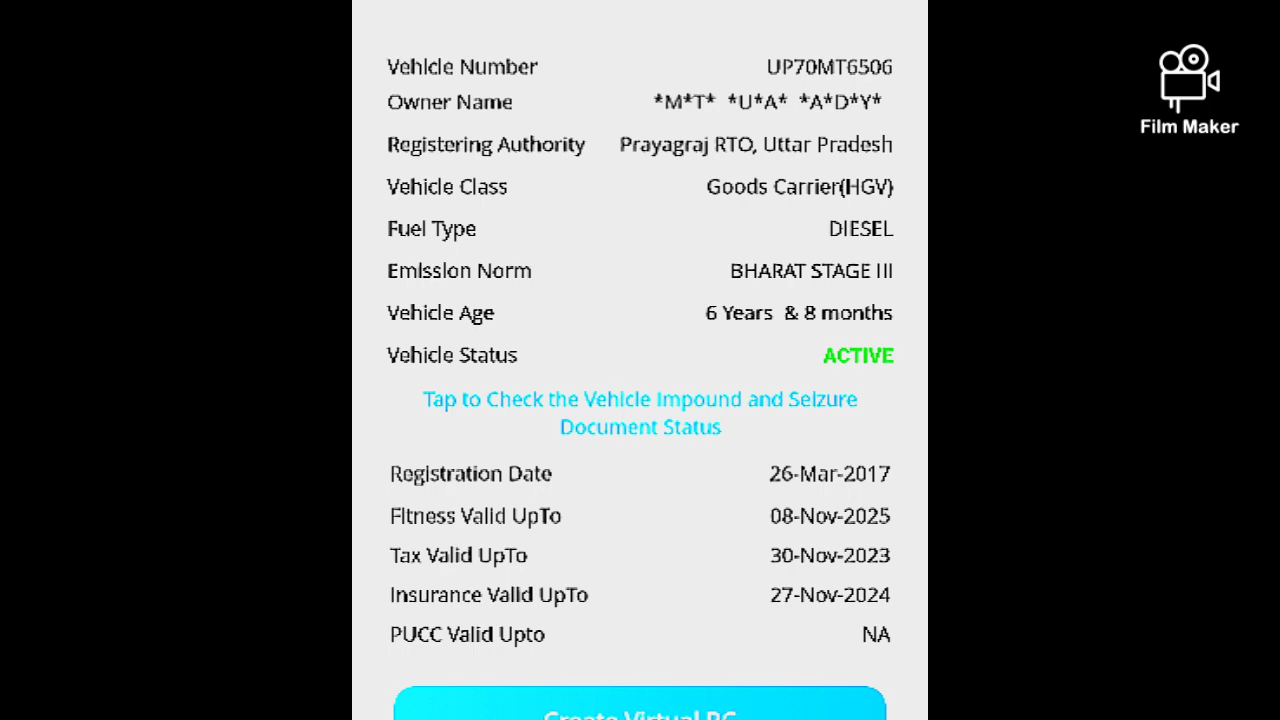 Vehicle Number UP70MT6506
Owner Name *M*T* *U*A* *A*D*Y*
Registering Authority Prayagraj RTO, Uttar Pradesh
Vehicle Class Goods Carrier(HGV)
Fuel Type DIESEL
Emission Norm BHARAT STAGE III
Vehicle Age 6 Years & 8 months
Vehicle Status ACTIVE
Tap to Check the Vehicle Impound and Seizure
Document Status
Registration Date 26-Mar-2017
Fitness Valid UpTo 08-Nov-2025
Tax Valid UpTo 30-Nov-2023
Insurance Valid UpTo 27-Nov-2024
PUCC Valid Upto NA
Create Virtual RC
Film Maker